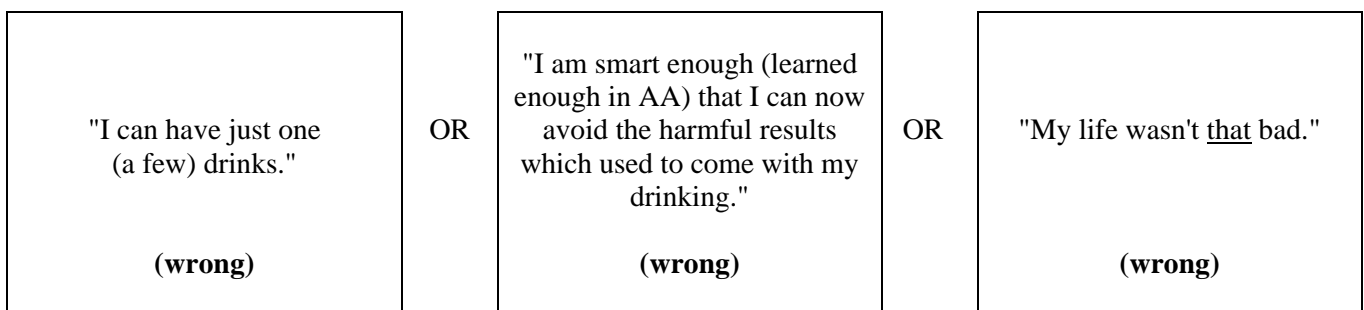 "I can have just one
(a few) drinks."
(wrong)
OR
"I am smart enough (learned
enough in AA) that I can now
avoid the harmful results
which used to come with my
drinking."
(wrong)
OR
"My life wasn't that bad."
(wrong)